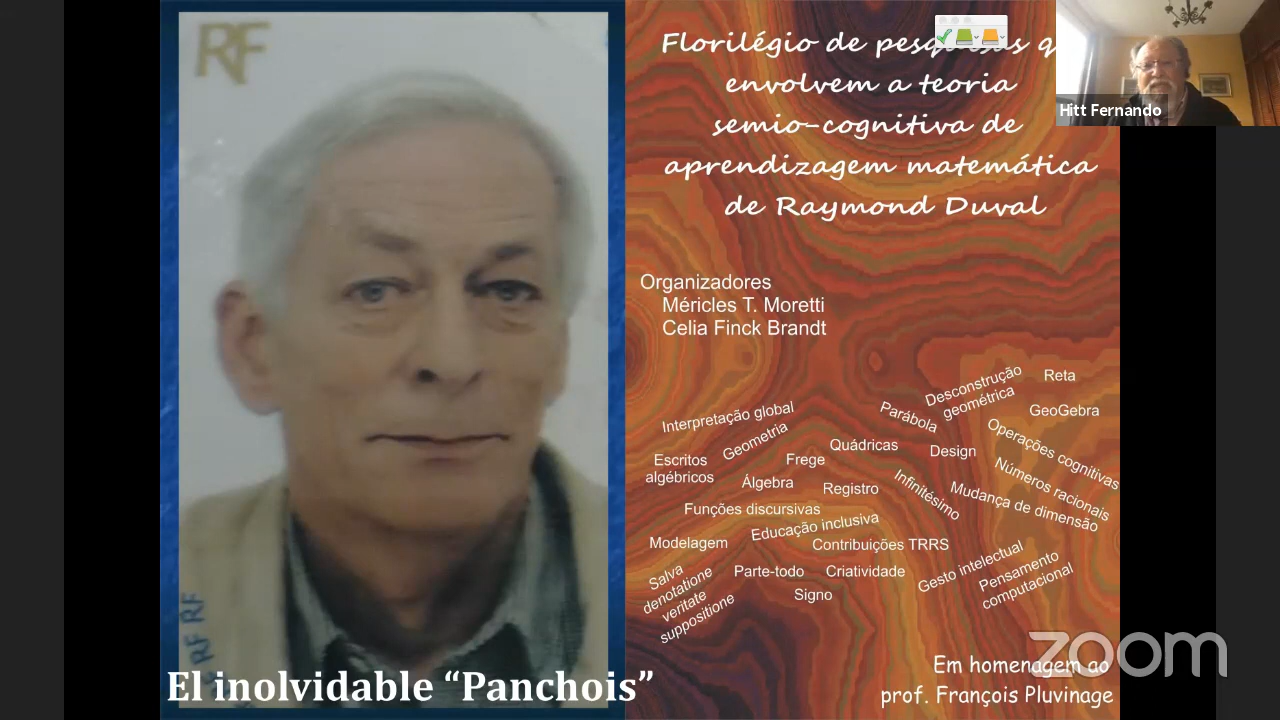 RF
RF RF
El inolvidable “Panchois”
Florilégio de pesquisas q
envolvem a teoria
semio-cognitiva de
aprendizagem matemática
de Raymond Duval
Hitt Fernando
Organizadores
Méricles T. Moretti
Celia Finck Brandt
Desconstrução
geométrica
Reta
Interpretação global
Parábola
GeoGebra
Geometria
Quádricas
Operações cognitivas
Escritos
algébricos
Frege
Design
Números racionais
Álgebra
Registro
Infinitésimo
Mudança de dimensão
Funções discursivas
Educação inclusiva
Modelagem
Contribuições TRRS
Salva
denotatione
veritate
suppositione
Parte-todo
Criatividade
Gesto intelectual
Pensamento
computacional
Signo
zoom
Em homenagem ao
prof. François Pluvinage